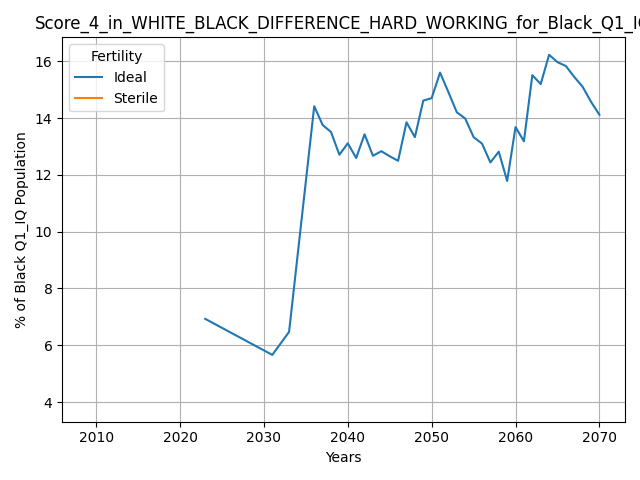 Score_4_in_WHITE_BLACK_DIFFERENCE_HARD_WORKING_for_Black_Q1_IQ
Fertility
Ideal
Sterile
% of Black Q1_IQ Population
16
14
12
10
8
6
4
2010 2020 2030 2040 2050 2060 2070
Years